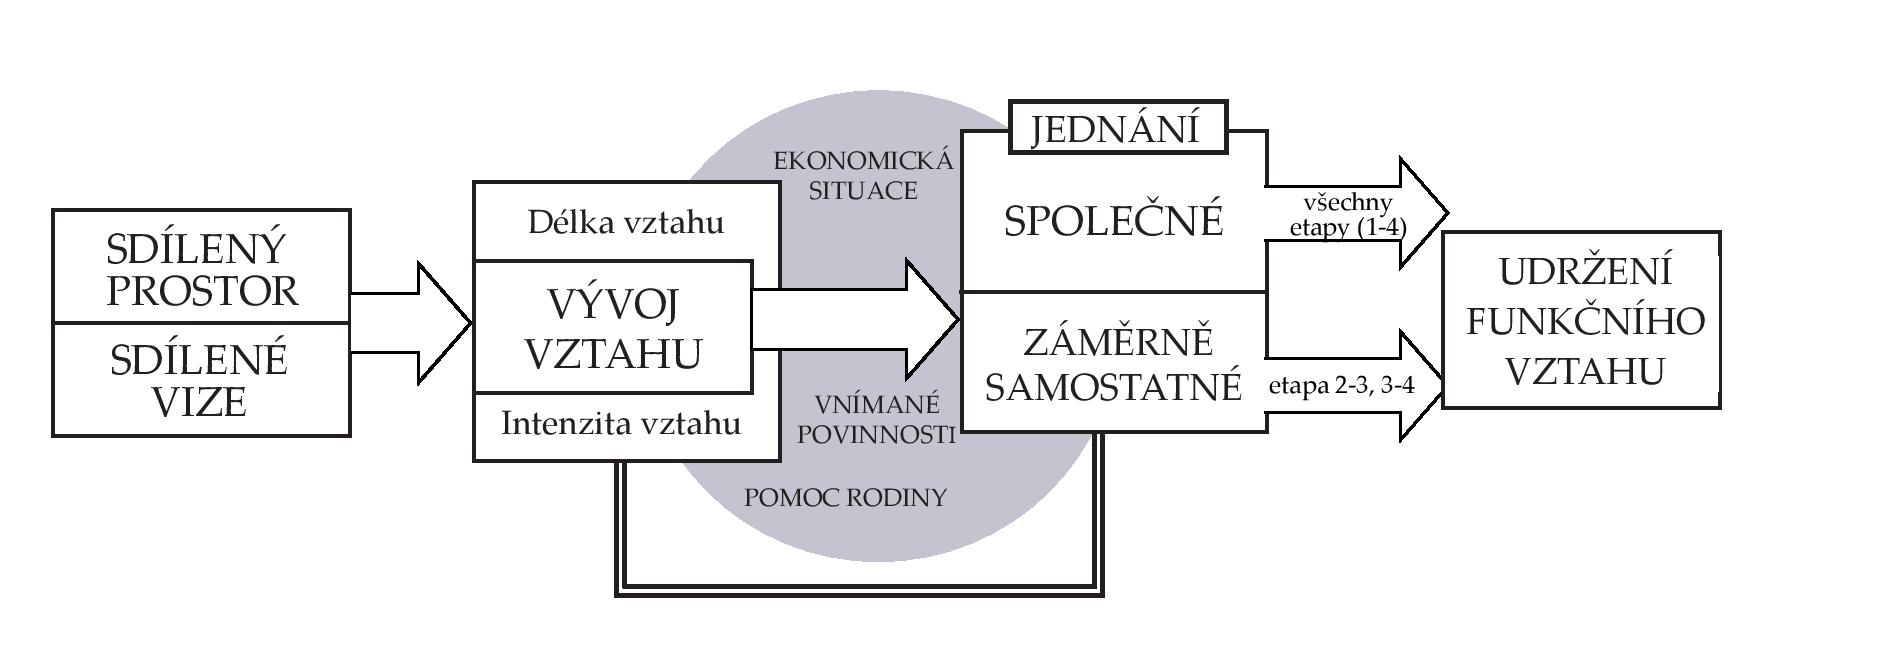 SDÍLENÝ
PROSTOR
SDÍLENÉ
VIZE
Délka vztahu
VÝVOJ
VZTAHU
Intenzita vztahu
EKONOMICKÁ
SITUACE
VNÍMANÉ
POVINNOSTI
POMOC RODINY
JEDNÁNÍ
SPOLEČNÉ
ZÁMĚRNĚ
SAMOSTATNÉ
všechny
etapy (1-4)
etapa 2-3, 3-4
UDRŽENÍ
FUNKČNÍHO
VZTAHU